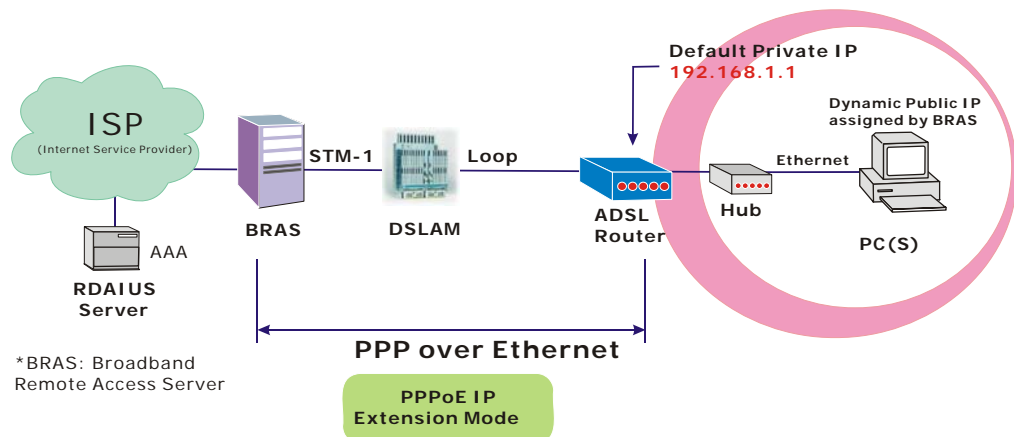 Default Private IP
192.168.1.1
ISP
(Internet Service Provider)
Dynamic Public IP
assigned by BRAS
STM-1
Loop
Ethernet
BRAS
DSLAM
ADSL
Router
Hub
PC(S)
AAA
RDAIUS
Server
PPP over Ethernet
*BRAS: Broadband
Remote Access Server
PPPoE IP
Extension Mode